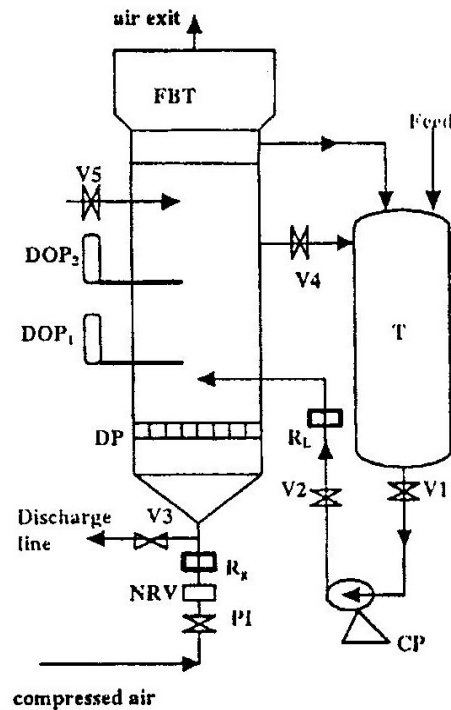 air exit
FBT
Feed
V5
DOP2
V4
DOP1
T
DP
RL
V2
V1
V3
Discharge
line
Rg
NRV
PI
CP
compressed air